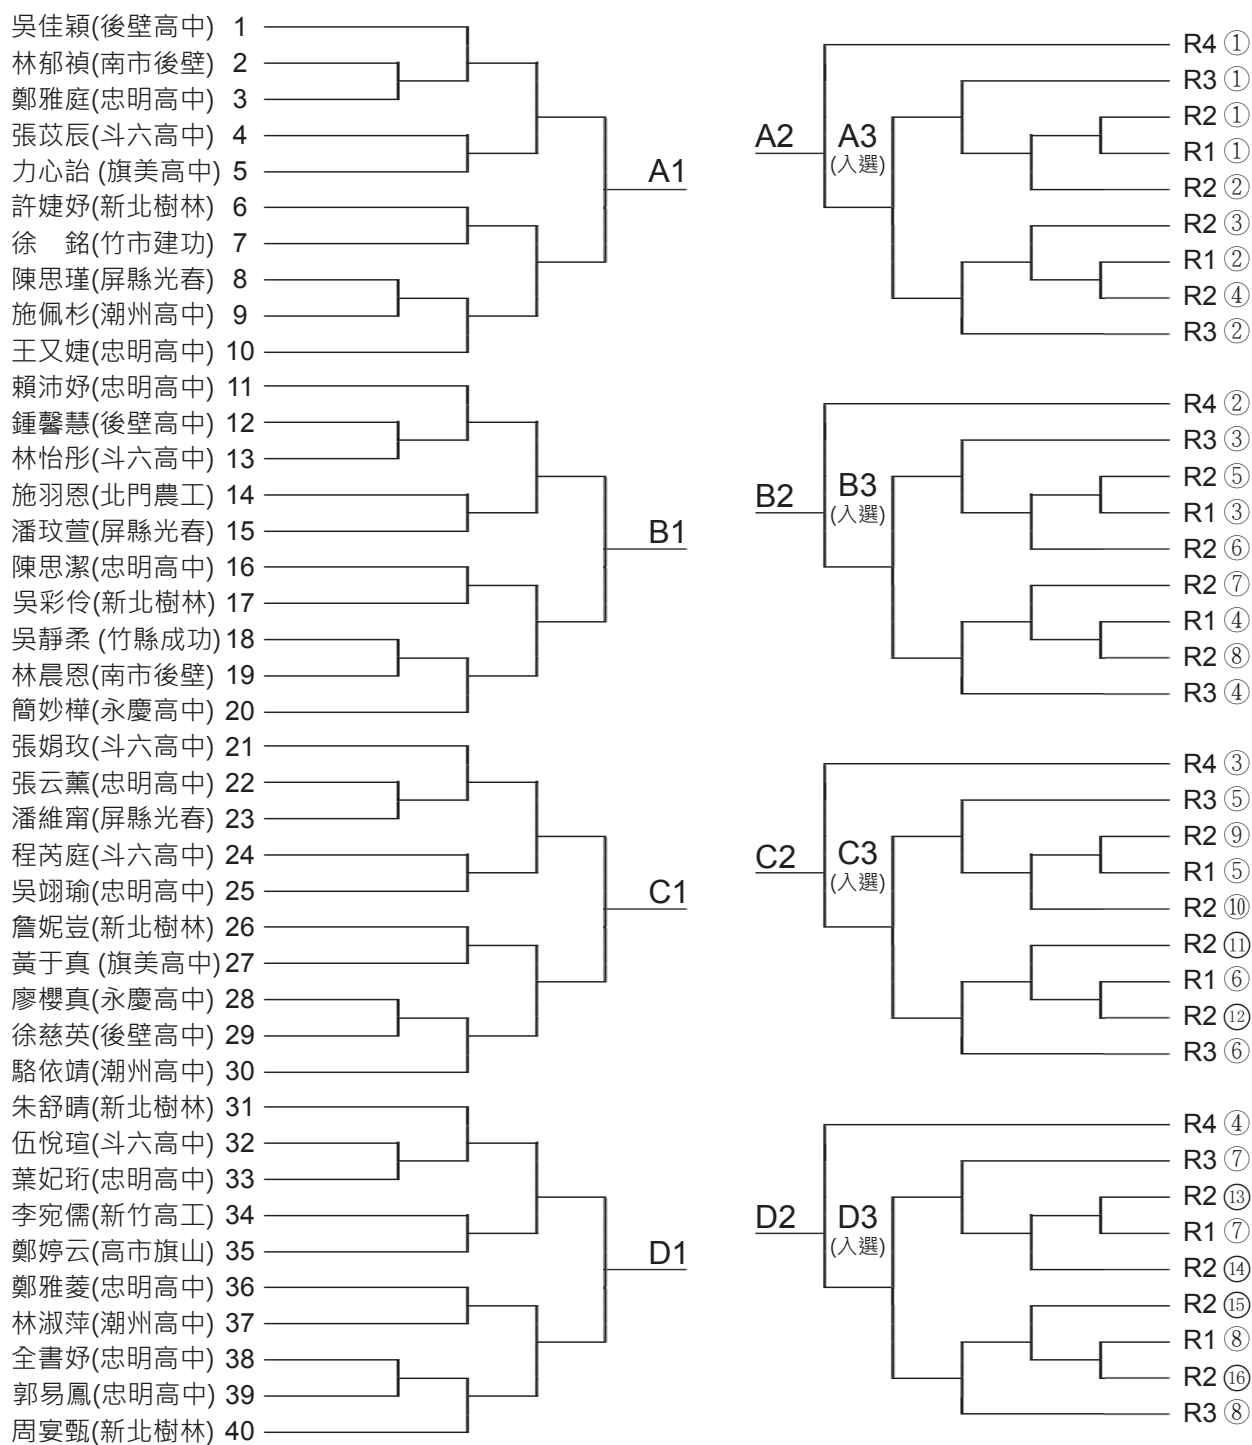 吳佳穎(後壁高中) 1
林郁禎(南市後壁) 2
鄭雅庭(忠明高中) 3
張苡辰(斗六高中) 4
力心詒 (旗美高中) 5
許婕妤(新北樹林) 6
徐　銘(竹市建功) 7
陳思瑾(屏縣光春) 8
施佩杉(潮州高中) 9
王又婕(忠明高中) 10
A1
賴沛妤(忠明高中) 11
鍾馨慧(後壁高中) 12
林怡彤(斗六高中) 13
施羽恩(北門農工) 14
潘玟萱(屏縣光春) 15
陳思潔(忠明高中) 16
吳彩伶(新北樹林) 17
吳靜柔 (竹縣成功) 18
林晨恩(南市後壁) 19
簡妙樺(永慶高中) 20
B1
張娟玫(斗六高中) 21
張云薰(忠明高中) 22
潘維甯(屏縣光春) 23
程芮庭(斗六高中) 24
吳翊瑜(忠明高中) 25
詹妮豈(新北樹林) 26
黃于真 (旗美高中) 27
廖櫻真(永慶高中) 28
徐慈英(後壁高中) 29
駱依靖(潮州高中) 30
C1
朱舒晴(新北樹林) 31
伍悅瑄(斗六高中) 32
葉妃珩(忠明高中) 33
李宛儒(新竹高工) 34
鄭婷云(高市旗山) 35
鄭雅菱(忠明高中) 36
林淑萍(潮州高中) 37
全書妤(忠明高中) 38
郭易鳳(忠明高中) 39
周宴甄(新北樹林) 40
D1
A2
A3
(入選)
R4 ①
R3 ①
R2 ①
R1 ①
R2 ②
R2 ③
R1 ②
R2 ④
R3 ②
B2
B3
(入選)
R4 ②
R3 ③
R2 ⑤
R1 ③
R2 ⑥
R2 ⑦
R1 ④
R2 ⑧
R3 ④
C2
C3
(入選)
R4 ③
R3 ⑤
R2 ⑨
R1 ⑤
R2 ⑩
R2 ⑪
R1 ⑥
R2 ⑫
R3 ⑥
D2
D3
(入選)
R4 ④
R3 ⑦
R2 ⑬
R1 ⑦
R2 ⑭
R2 ⑮
R1 ⑧
R2 ⑯
R3 ⑧